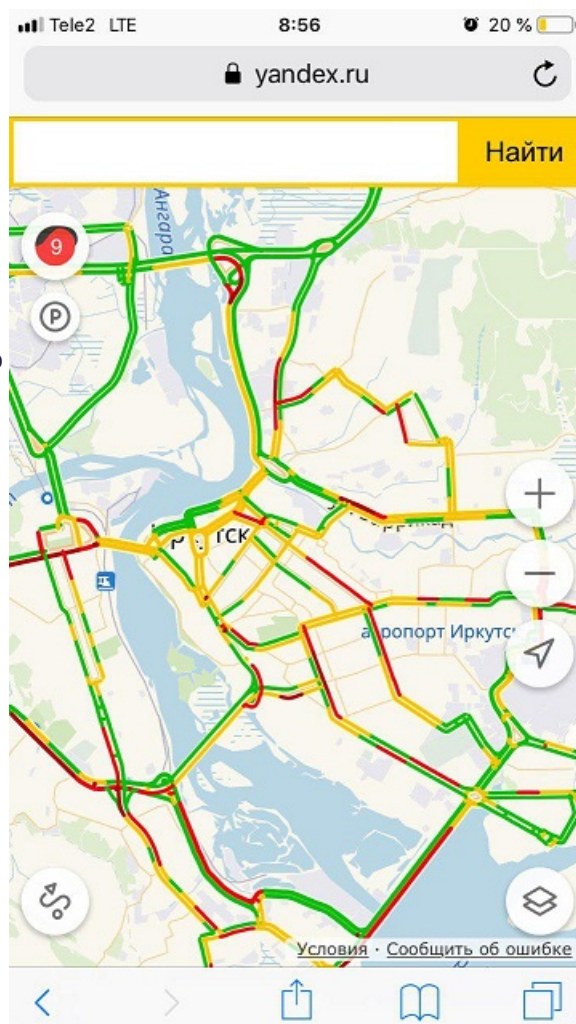 Tele2 LTE 8:56 20 %
yandex.ru
Найти
Ангара
9
P
аэропорт Иркутск
Условия · Сообщить об ошибке